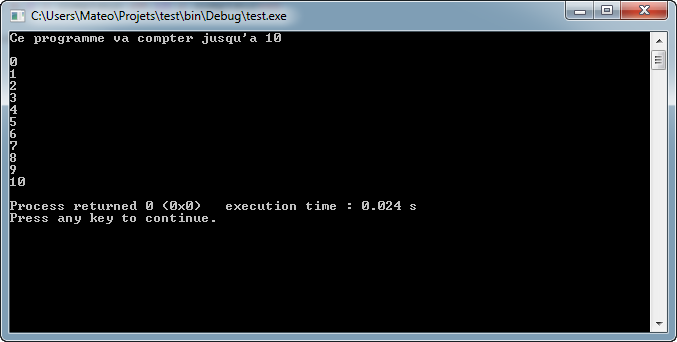 C:\Users\Mateo\Projets\test\bin\Debug\test.exe
Ce programme va compter jusqu'a 10
0
1
2
3
4
5
6
7
8
9
10
Process returned 0 (0x0)   execution time : 0.024 s
Press any key to continue.